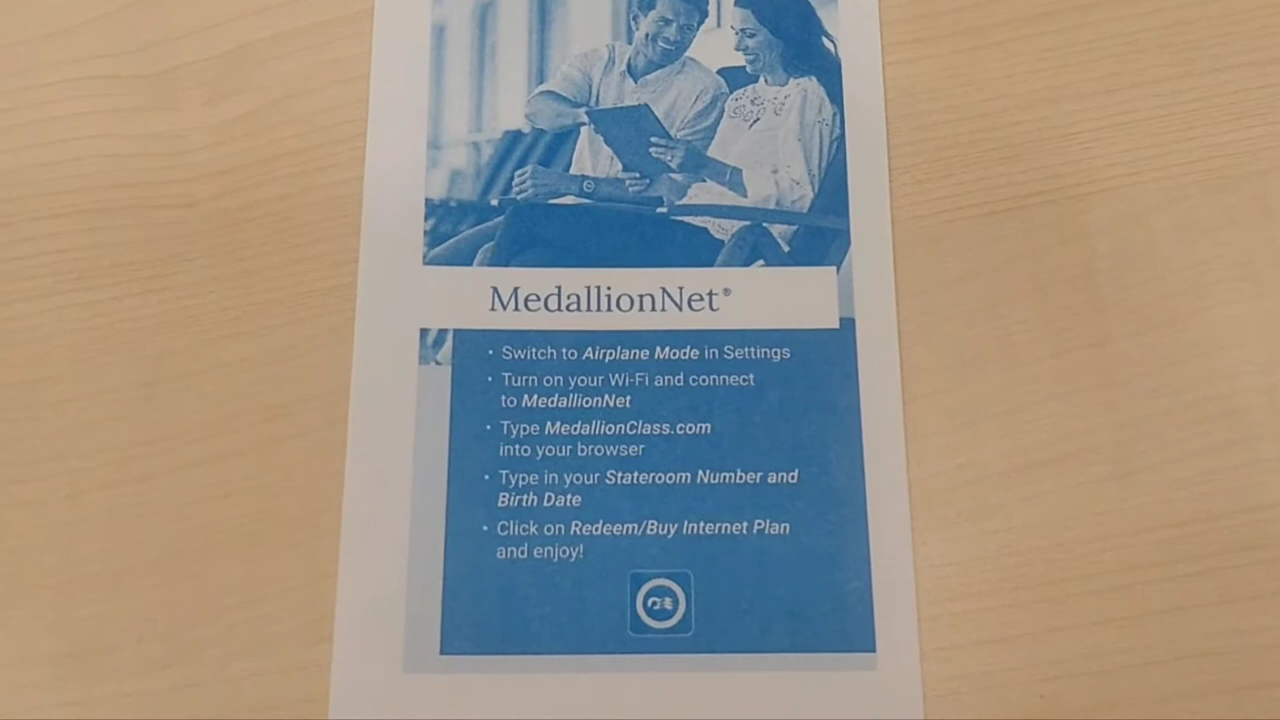 MedallionNet®
• Switch to Airplane Mode in Settings
• Turn on your Wi-Fi and connect
to MedallionNet
• Type MedallionClass.com
into your browser
• Type in your Stateroom Number and
Birth Date
• Click on Redeem/Buy Internet Plan
and enjoy!